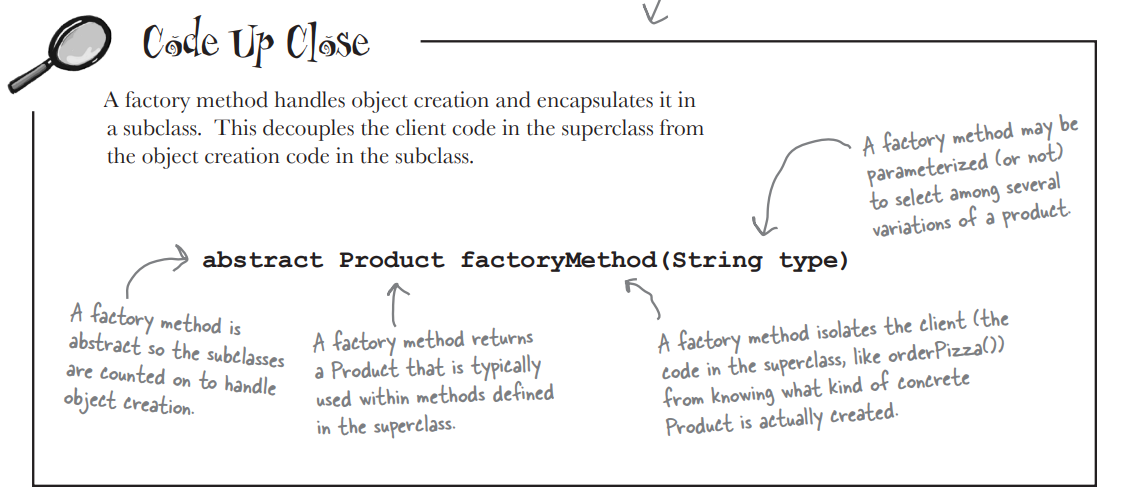 Code Up Close
A factory method handles object creation and encapsulates it in
a subclass. This decouples the client code in the superclass from
the object creation code in the subclass.
A factory method may be
parameterized (or not)
to select among several
variations of a product.
abstract Product factoryMethod(String type)
A factory method is
abstract so the subclasses
are counted on to handle
object creation.
A factory method returns
a Product that is typically
used within methods defined
in the superclass.
A factory method isolates the client (the
code in the superclass, like orderPizza())
from knowing what kind of concrete
Product is actually created.